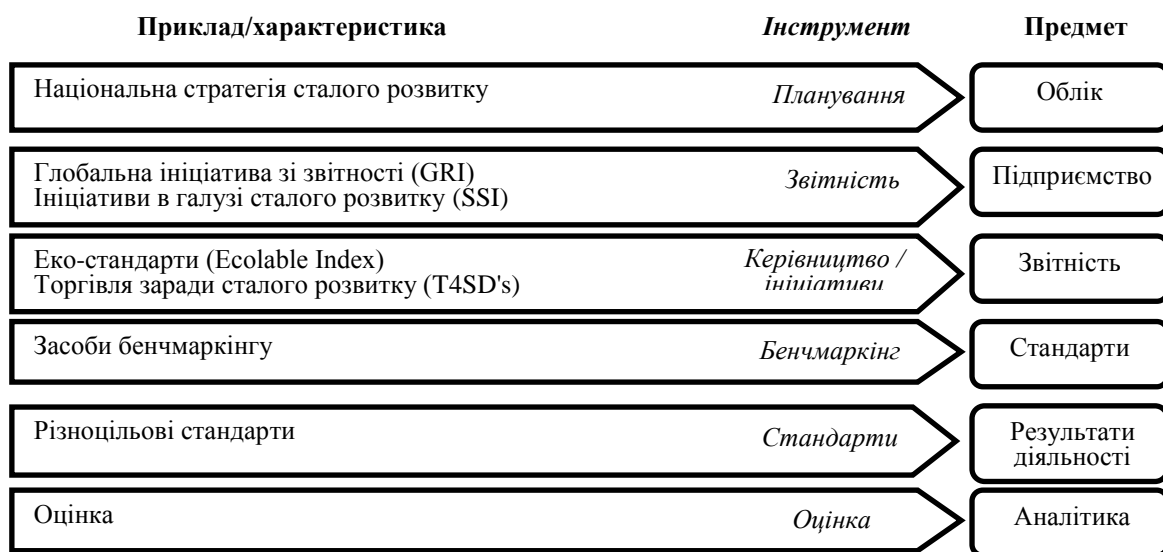 Приклад/характеристика Інструмент Предмет
Національна стратегія сталого розвитку Планування Облік
Глобальна ініціатива зі звітності (GRI)
Ініціативи в галузі сталого розвитку (SSI) Звітність Підприємство
Еко-стандарти (Ecolable Index) Керівництво /
Торгівля заради сталого розвитку (T4SD's) ініціативи Звітність
Засоби бенчмаркінгу Бенчмаркінг Стандарти
Різноцільові стандарти Стандарти Результати
діяльності
Оцінка Оцінка Аналітика